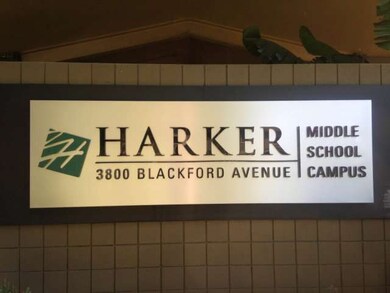 HARKER
3800 BLACKFORD AVENUE
MIDDLE
SCHOOL
CAMPUS